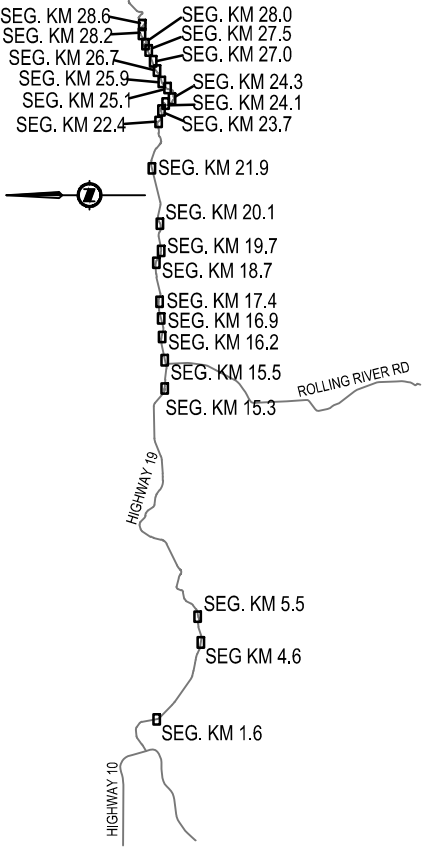 SEG. KM 28.6
SEG. KM 28.0
SEG. KM 28.2
SEG. KM 27.5
SEG. KM 26.7
SEG. KM 27.0
SEG. KM 25.9
SEG. KM 24.3
SEG. KM 25.1
SEG. KM 24.1
SEG. KM 22.4
SEG. KM 23.7
SEG. KM 21.9
Z
SEG. KM 20.1
SEG. KM 19.7
SEG. KM 18.7
SEG. KM 17.4
SEG. KM 16.9
SEG. KM 16.2
SEG. KM 15.5
ROLLING RIVER RD
SEG. KM 15.3
HIGHWAY 19
SEG. KM 5.5
SEG KM 4.6
SEG. KM 1.6
HIGHWAY 10